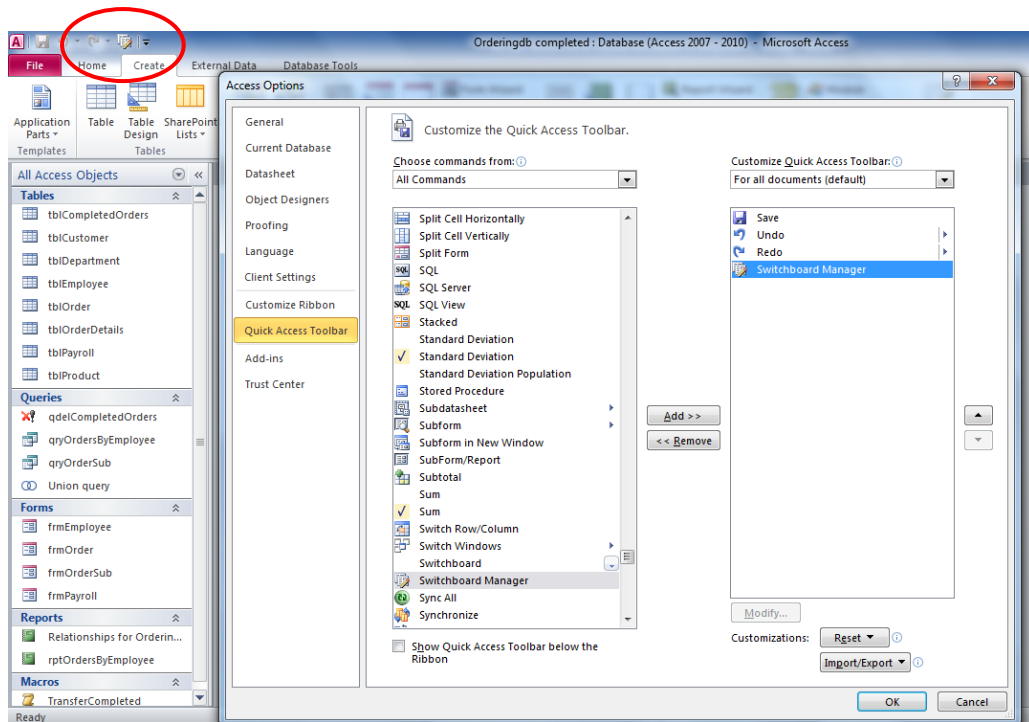 Orderingdb completed : Database (Access 2007 - 2010) - Microsoft Access
File Home Create External Data Database Tools
Application Parts
Table
Table Design
SharePoint Lists
Templates
Tables
All Access Objects
Tables
tblCompletedOrders
tblCustomer
tblDepartment
tblEmployee
tblOrder
tblOrderDetails
tblPayroll
tblProduct
Queries
qdelCompletedOrders
qryOrdersByEmployee
qryOrderSub
Union query
Forms
frmEmployee
frmOrder
frmOrderSub
frmPayroll
Reports
Relationships for Orderin...
rptOrdersByEmployee
Macros
TransferCompleted
Ready
Access Options
General
Current Database
Datasheet
Object Designers
Proofing
Language
Client Settings
Customize Ribbon
Quick Access Toolbar
Add-ins
Trust Center
Customize the Quick Access Toolbar.
Choose commands from:
All Commands
Split Cell Horizontally
Split Cell Vertically
Split Form
SQL SQL
SQL Server
SQL SQL View
Stacked
Standard Deviation
Standard Deviation
Standard Deviation Population
Stored Procedure
Subdatasheet
Subform
Subform in New Window
SubForm/Report
Subtotal
Sum
Sum
Switch Row/Column
Switch Windows
Switchboard
Switchboard Manager
Sync All
Synchronize
Show Quick Access Toolbar below the
Ribbon
Add >>
<< Remove
Customize Quick Access Toolbar:
For all documents (default)
Save
Undo
Redo
Switchboard Manager
Modify...
Customizations: Reset
Import/Export
OK Cancel